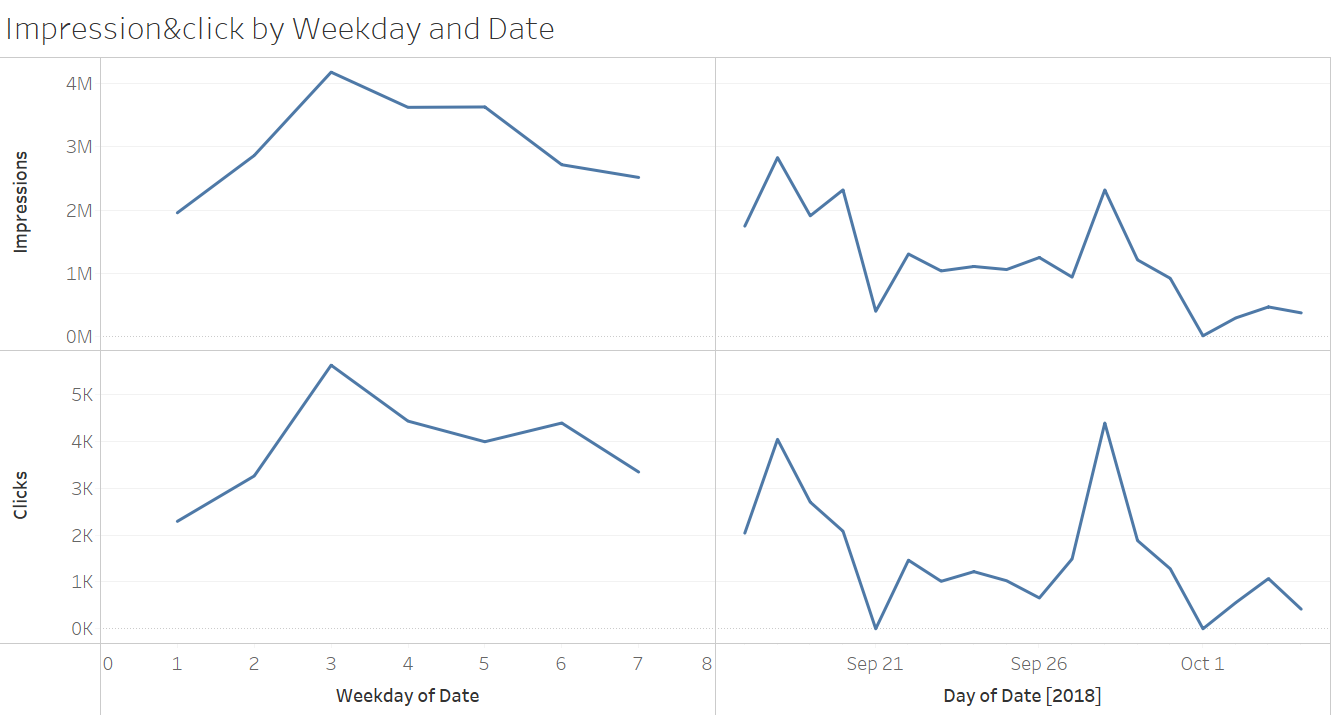 Impression&click by Weekday and Date
Impressions
4M
3M
2M
1M
0M
Clicks
5K
4K
3K
2K
1K
0K
0 1 2 3 4 5 6 7 8
Sep 21 Sep 26 Oct 1
Weekday of Date
Day of Date [2018]